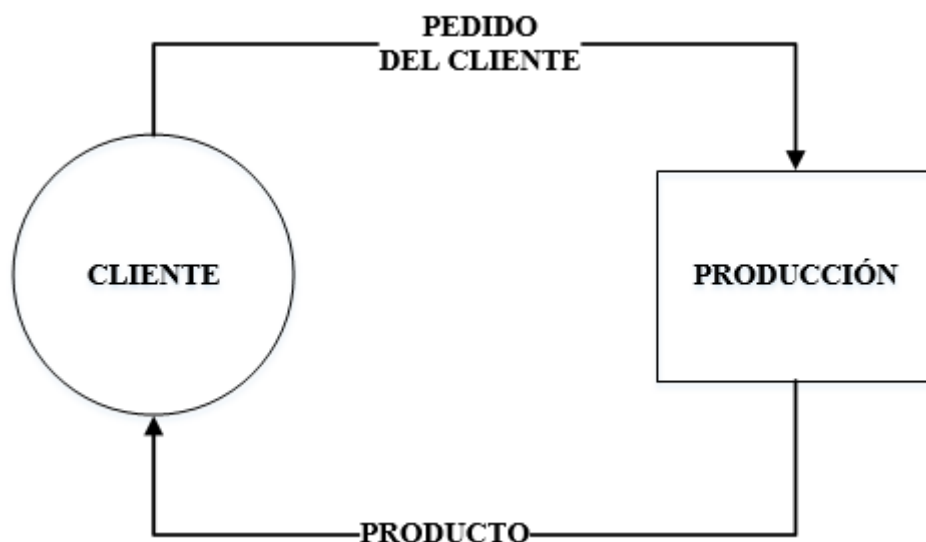 PEDIDO
DEL CLIENTE
CLIENTE
PRODUCCIÓN
PRODUCTO